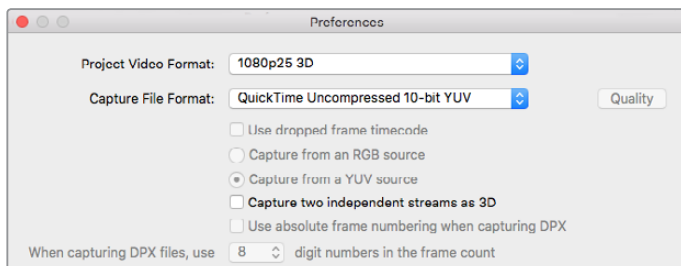 Preferences
Project Video Format: 1080p25 3D
Capture File Format: QuickTime Uncompressed 10-bit YUV Quality
Use dropped frame timecode
Capture from an RGB source
Capture from a YUV source
Capture two independent streams as 3D
Use absolute frame numbering when capturing DPX
When capturing DPX files, use 8 digit numbers in the frame count